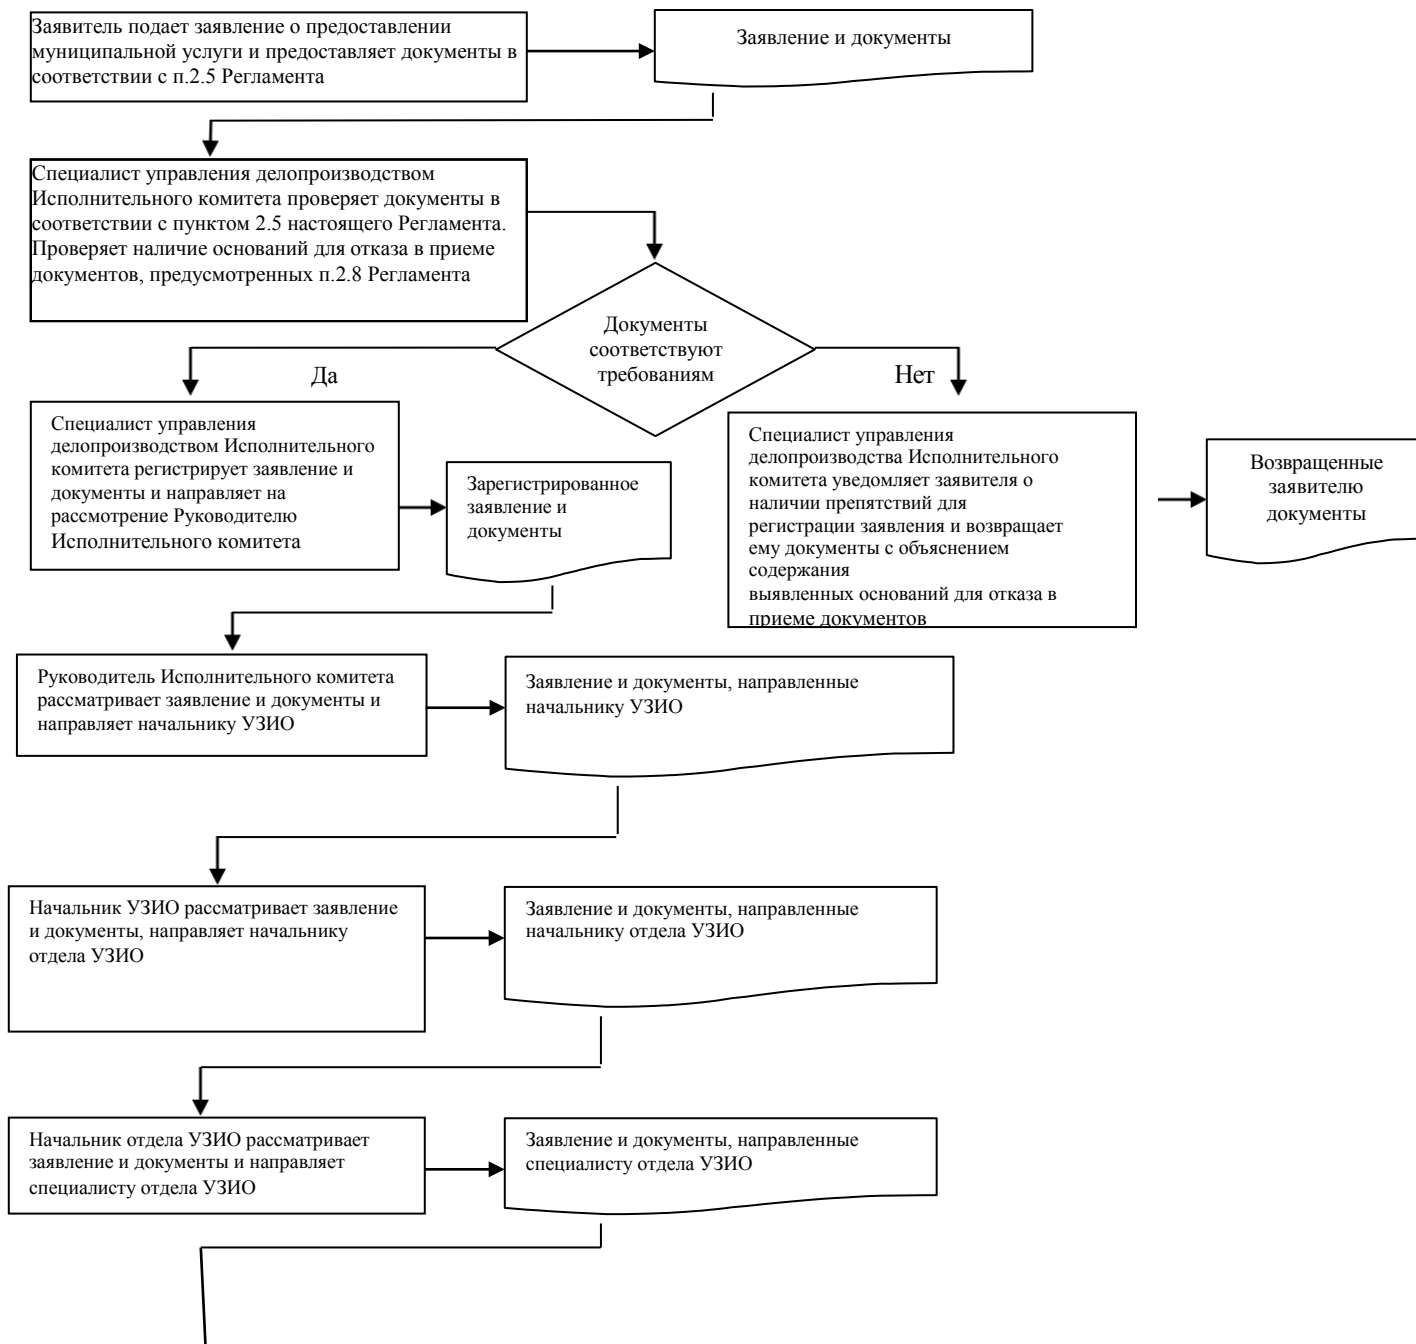 Заявитель подает заявление о предоставлении
муниципальной услуги и предоставляет документы в
соответствии с п.2.5 Регламента
Заявление и документы
Специалист управления делопроизводством
Исполнительного комитета проверяет документы в
соответствии с пунктом 2.5 настоящего Регламента.
Проверяет наличие оснований для отказа в приеме
документов, предусмотренных п.2.8 Регламента
Документы
соответствуют
требованиям
Да
Нет
Специалист управления
делопроизводством Исполнительного
комитета регистрирует заявление и
документы и направляет на
рассмотрение Руководителю
Исполнительного комитета
Зарегистрированное
заявление и
документы
Специалист управления
делопроизводства Исполнительного
комитета уведомляет заявителя о
наличии препятствий для
регистрации заявления и возвращает
ему документы с объяснением
содержания
выявленных оснований для отказа в
приеме документов
Возвращенные
заявителю
документы
Руководитель Исполнительного комитета
рассматривает заявление и документы и
направляет начальнику УЗИО
Заявление и документы, направленные
начальнику УЗИО
Начальник УЗИО рассматривает заявление
и документы, направляет начальнику
отдела УЗИО
Заявление и документы, направленные
начальнику отдела УЗИО
Начальник отдела УЗИО рассматривает
заявление и документы и направляет
специалисту отдела УЗИО
Заявление и документы, направленные
специалисту отдела УЗИО